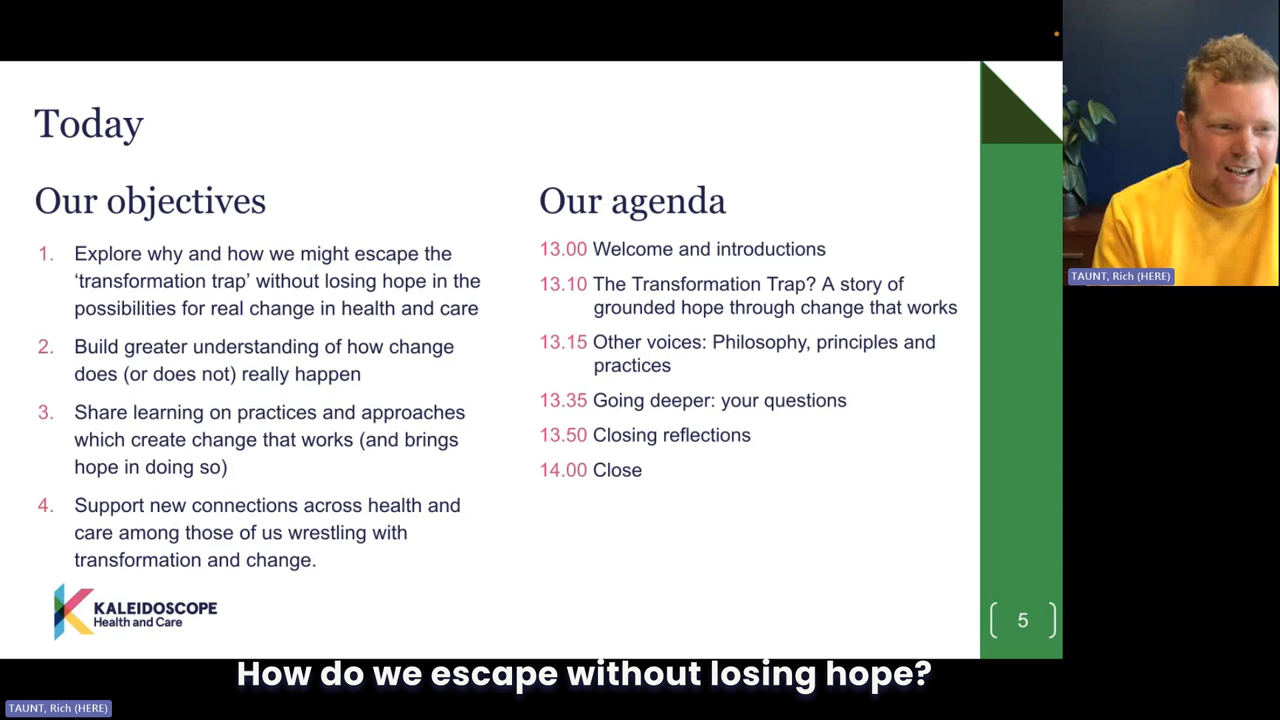 Today
Our objectives
1. Explore why and how we might escape the
‘transformation trap’ without losing hope in the
possibilities for real change in health and care
2. Build greater understanding of how change
does (or does not) really happen
3. Share learning on practices and approaches
which create change that works (and brings
hope in doing so)
4. Support new connections across health and
care among those of us wrestling with
transformation and change.
Our agenda
13.00 Welcome and introductions
13.10 The Transformation Trap? A story of
grounded hope through change that works
13.15 Other voices: Philosophy, principles and
practices
13.35 Going deeper: your questions
13.50 Closing reflections
14.00 Close
KALEIDOSCOPE
Health and Care
5
TAUNT, Rich (HERE)
How do we escape without losing hope?
TAUNT, Rich (HERE)